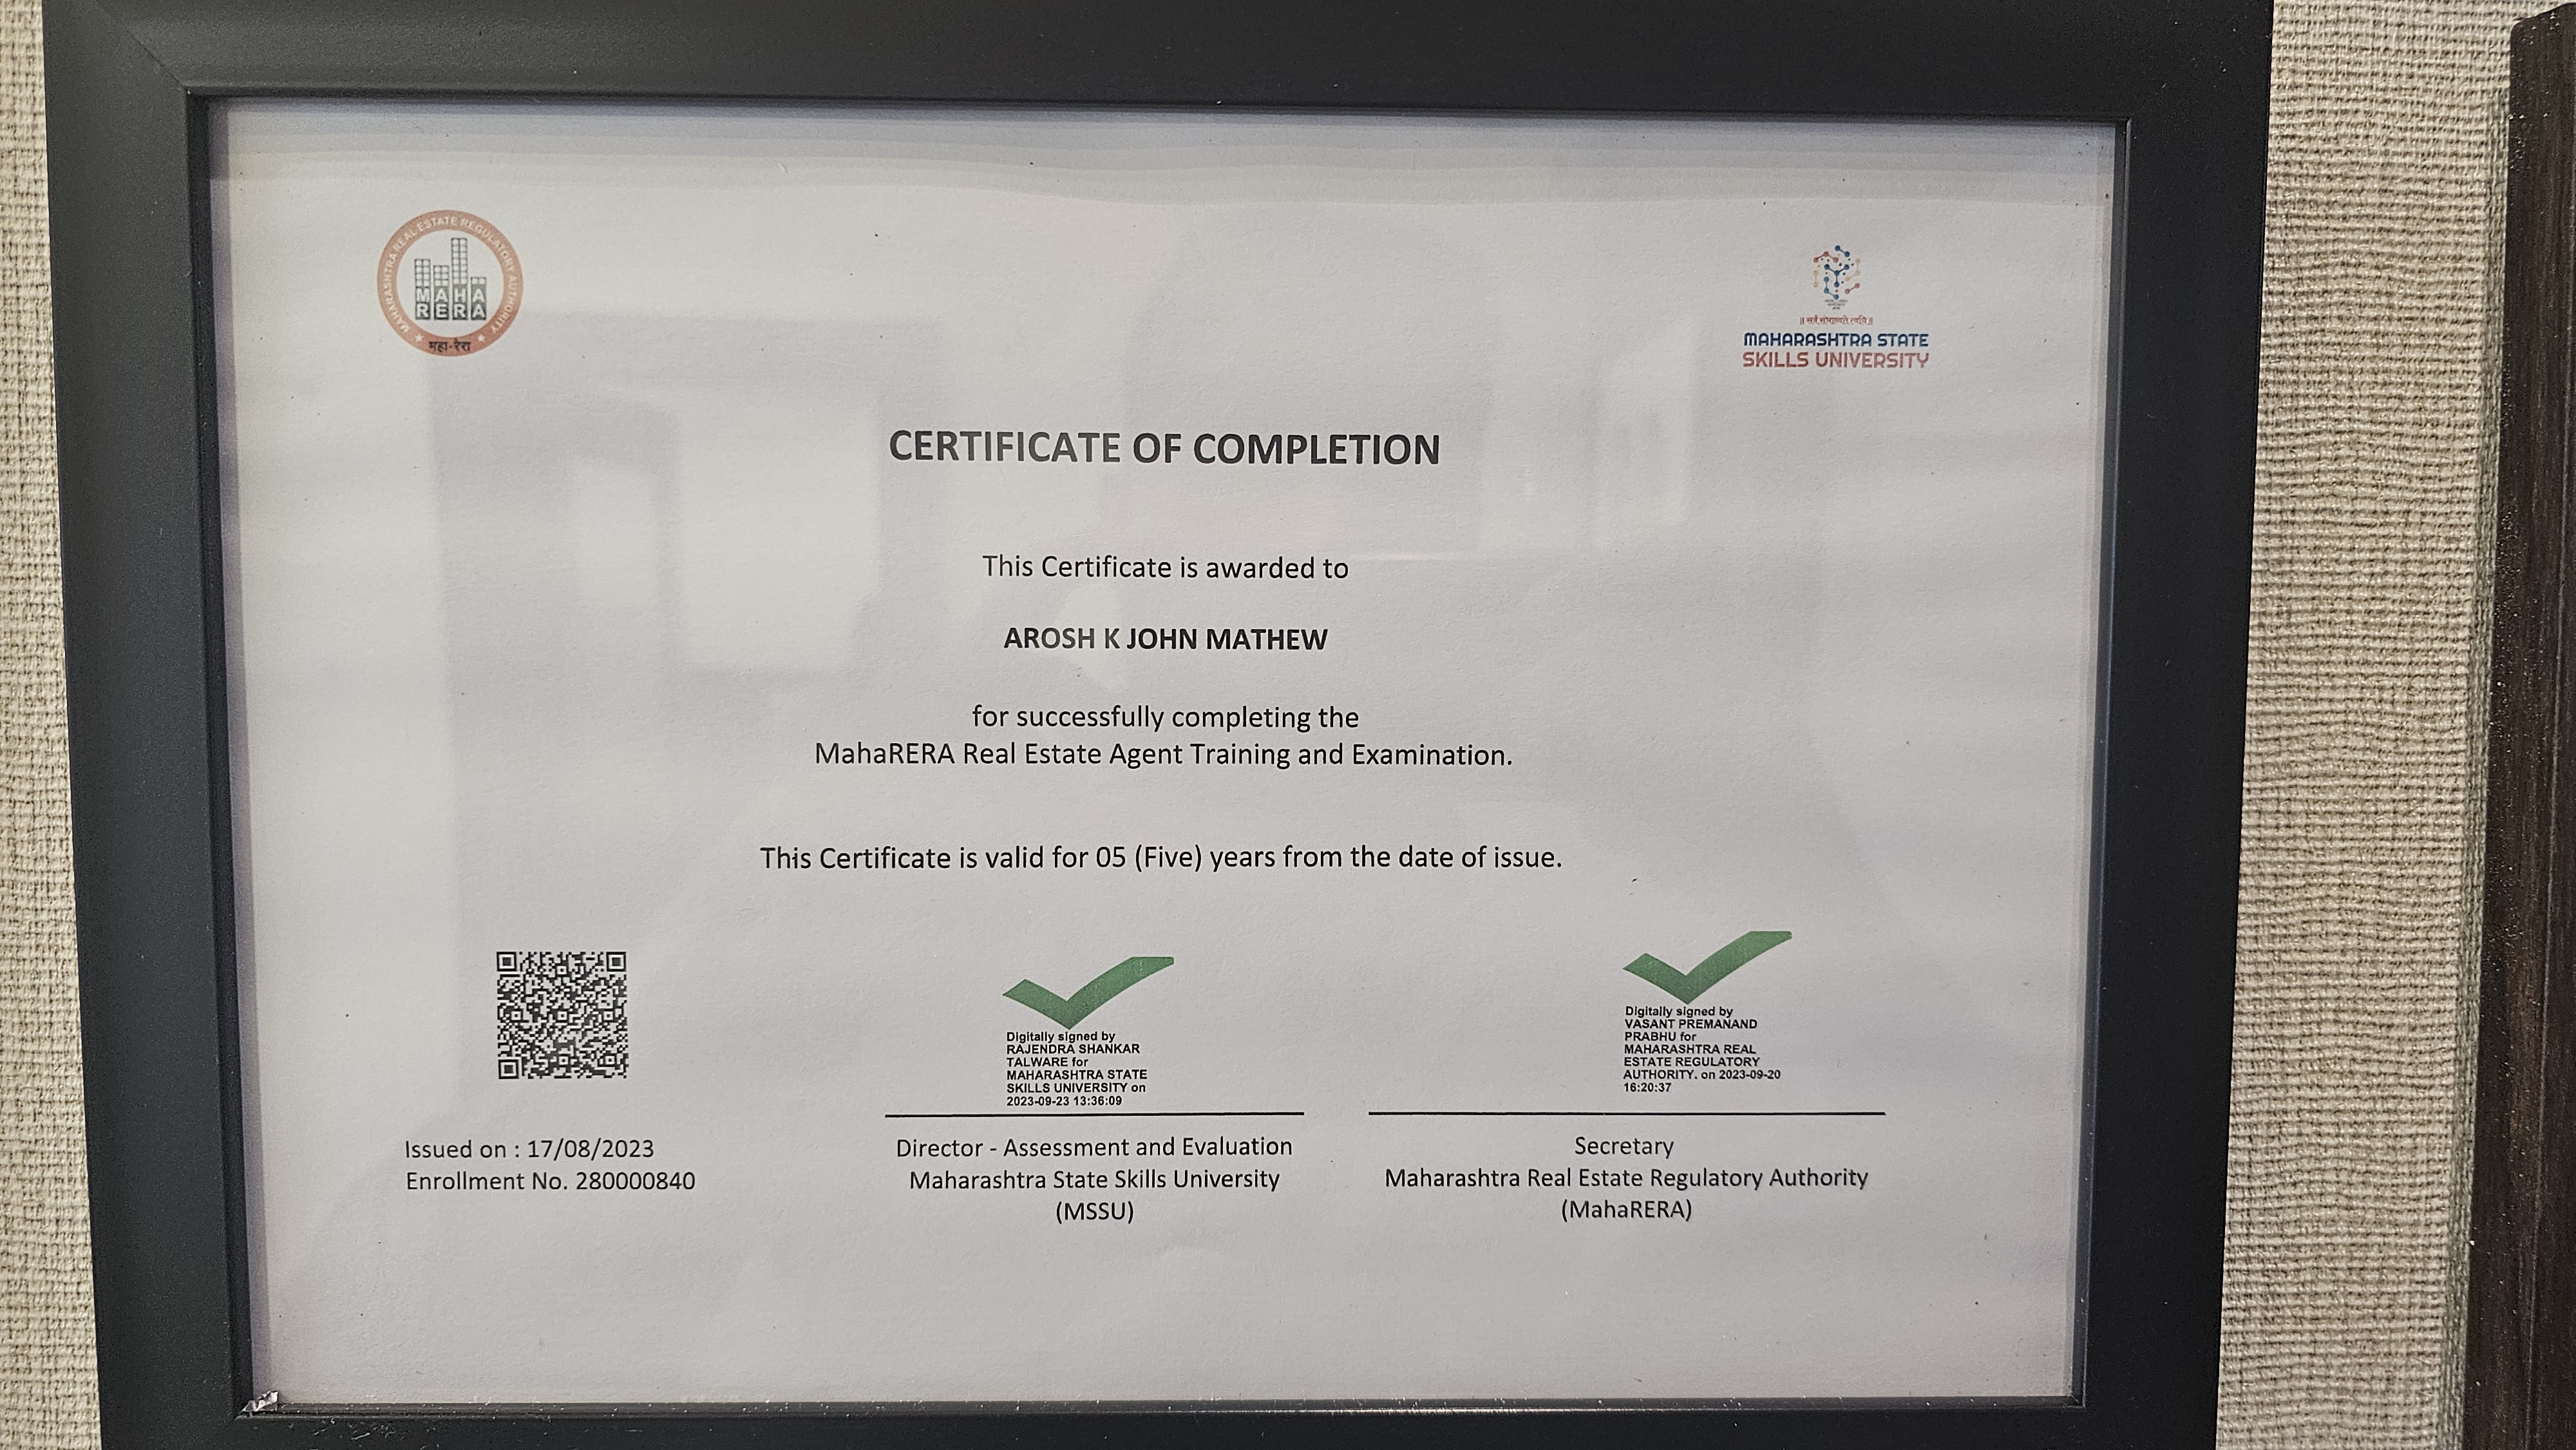 MAHARASHTRA REAL ESTATE REGULATORY AUTHORITY
MAHA
RERA
महा-रेरा
MAHARASHTRA STATE
SKILLS UNIVERSITY
CERTIFICATE OF COMPLETION
This Certificate is awarded to
AROSH K JOHN MATHEW
for successfully completing the
MahaRERA Real Estate Agent Training and Examination.
This Certificate is valid for 05 (Five) years from the date of issue.
Issued on : 17/08/2023
Enrollment No. 280000840
Digitally signed by
RAJENDRA SHANKAR
TALWARE for
MAHARASHTRA STATE
SKILLS UNIVERSITY on
2023-09-23 13:36:09
Director - Assessment and Evaluation
Maharashtra State Skills University
(MSSU)
Digitally signed by
VASANT PREMANAND
PRABHU for
MAHARASHTRA REAL
ESTATE REGULATORY
AUTHORITY. on 2023-09-20
16:20:37
Secretary
Maharashtra Real Estate Regulatory Authority
(MahaRERA)